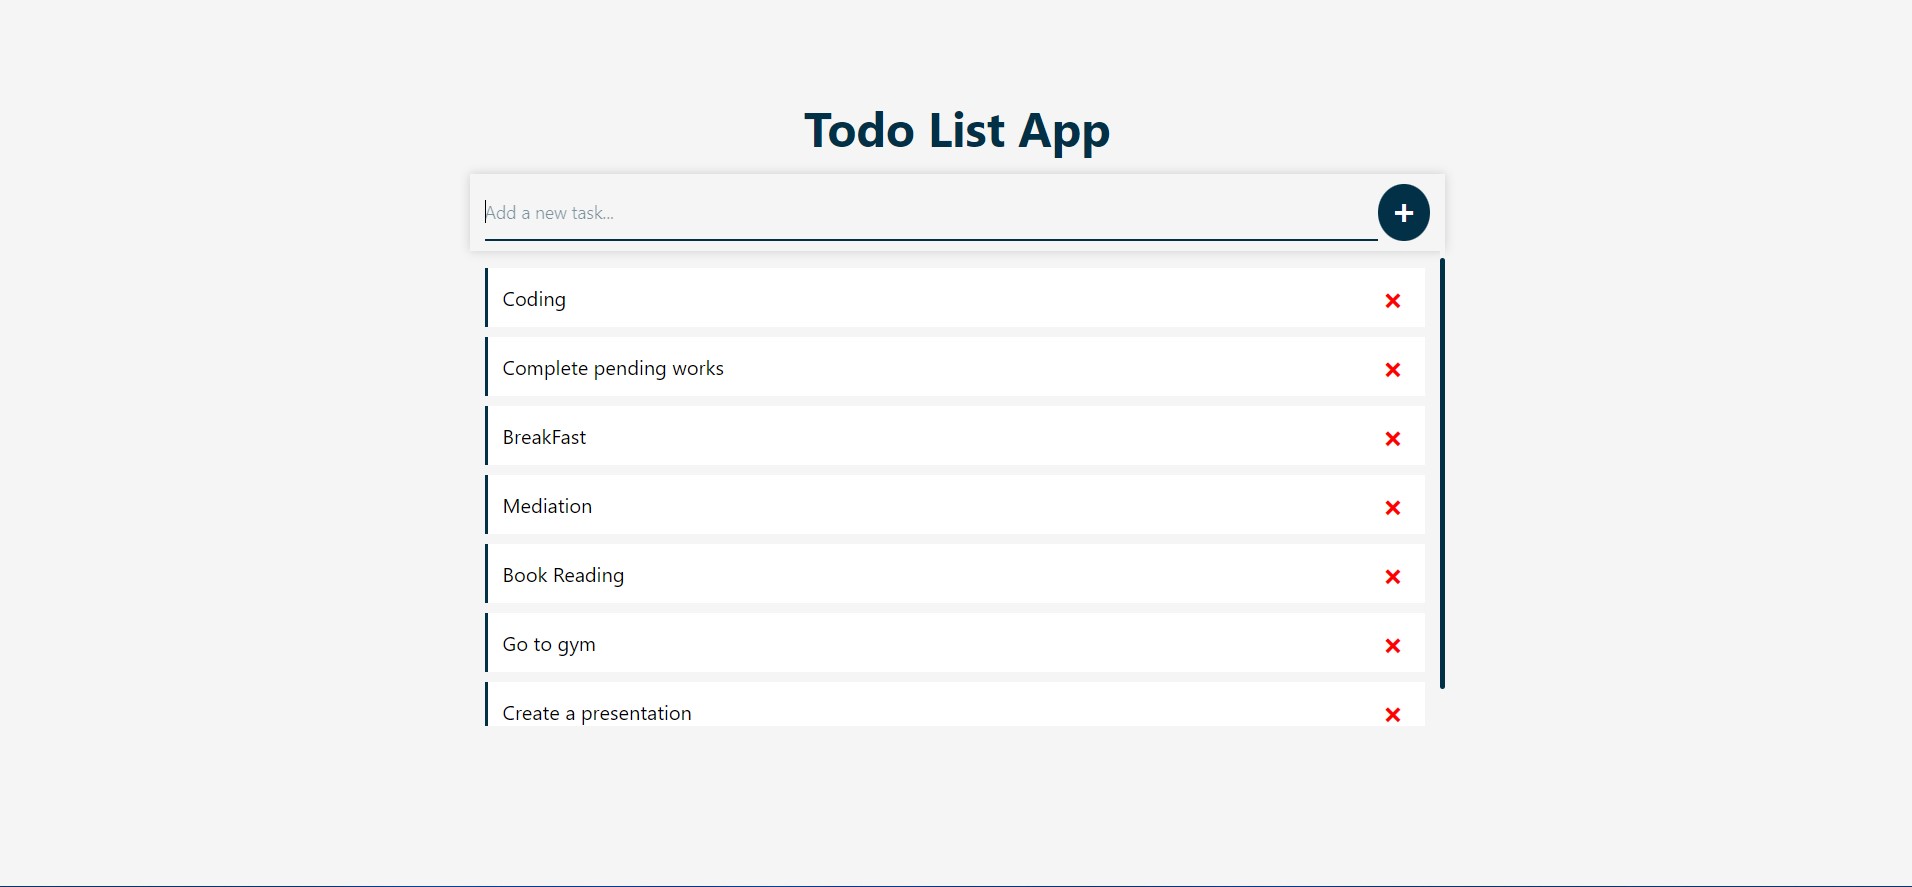 Todo List App
Add a new task...
Coding
Complete pending works
BreakFast
Mediation
Book Reading
Go to gym
Create a presentation